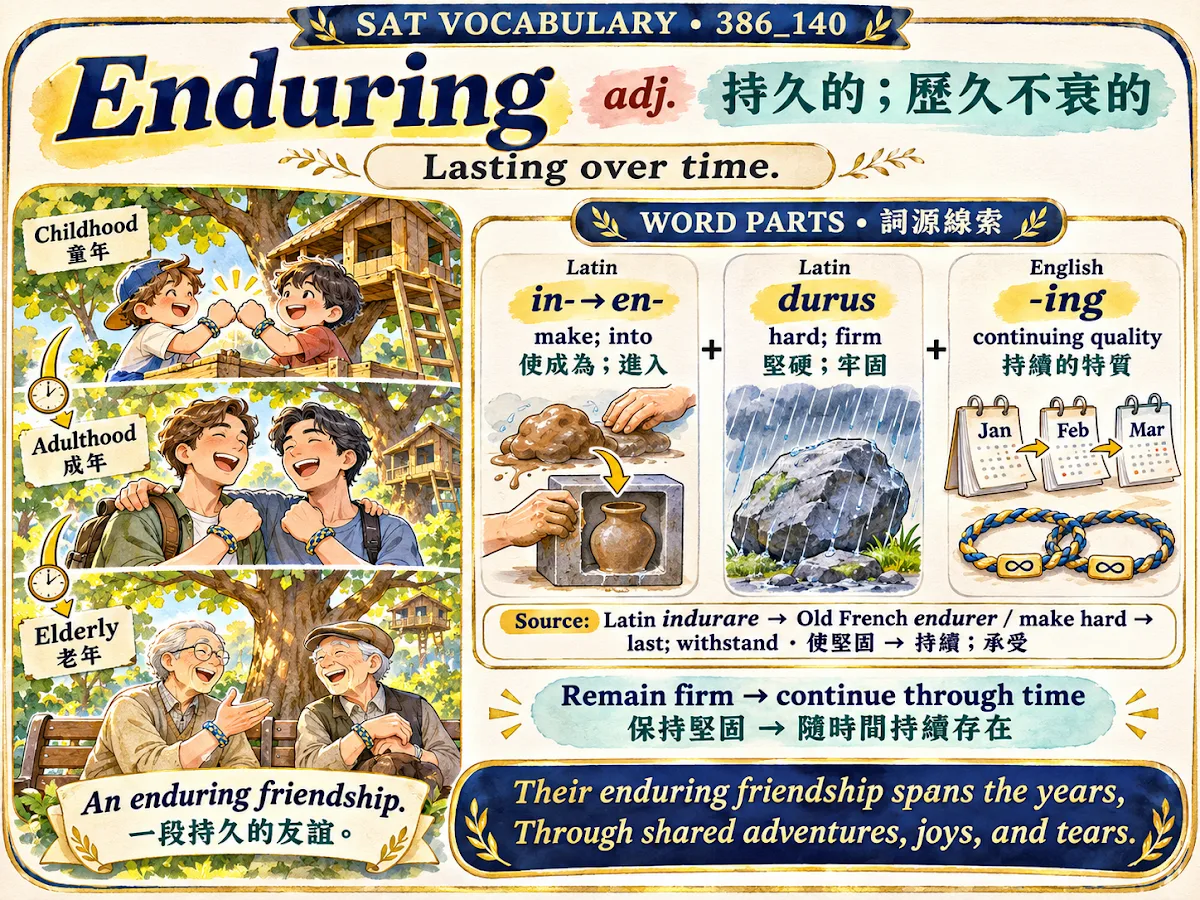 SAT VOCABULARY • 386_140
Enduring
adj.
持久的；歷久不衰的
Lasting over time.
Childhood
童年
Adulthood
成年
Elderly
老年
An enduring friendship.
一段持久的友誼。
WORD PARTS • 詞源線索
Latin
in- → en-
make; into
使成為；進入
+
Latin
durus
hard; firm
堅硬；牢固
+
English
-ing
continuing quality
持續的特質
Jan
Feb
Mar
∞
∞
Source: Latin indurare → Old French endurer / make hard →
last; withstand · 使堅固 → 持續；承受
Remain firm → continue through time
保持堅固 → 隨時間持續存在
Their enduring friendship spans the years,
Through shared adventures, joys, and tears.